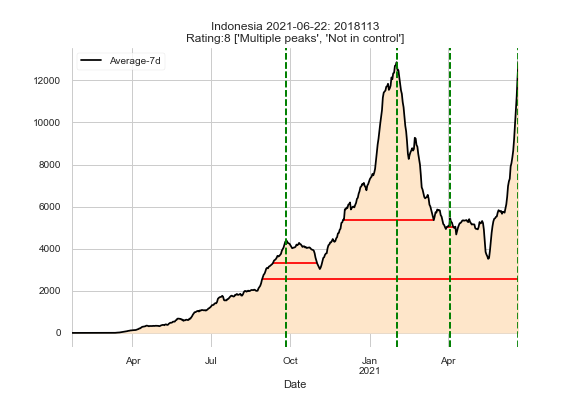 Indonesia 2021-06-22: 2018113
Rating:8 ['Multiple peaks', 'Not in control']
Average-7d
12000
10000
8000
6000
4000
2000
0
Apr Jul Oct Jan Apr
2021
Date